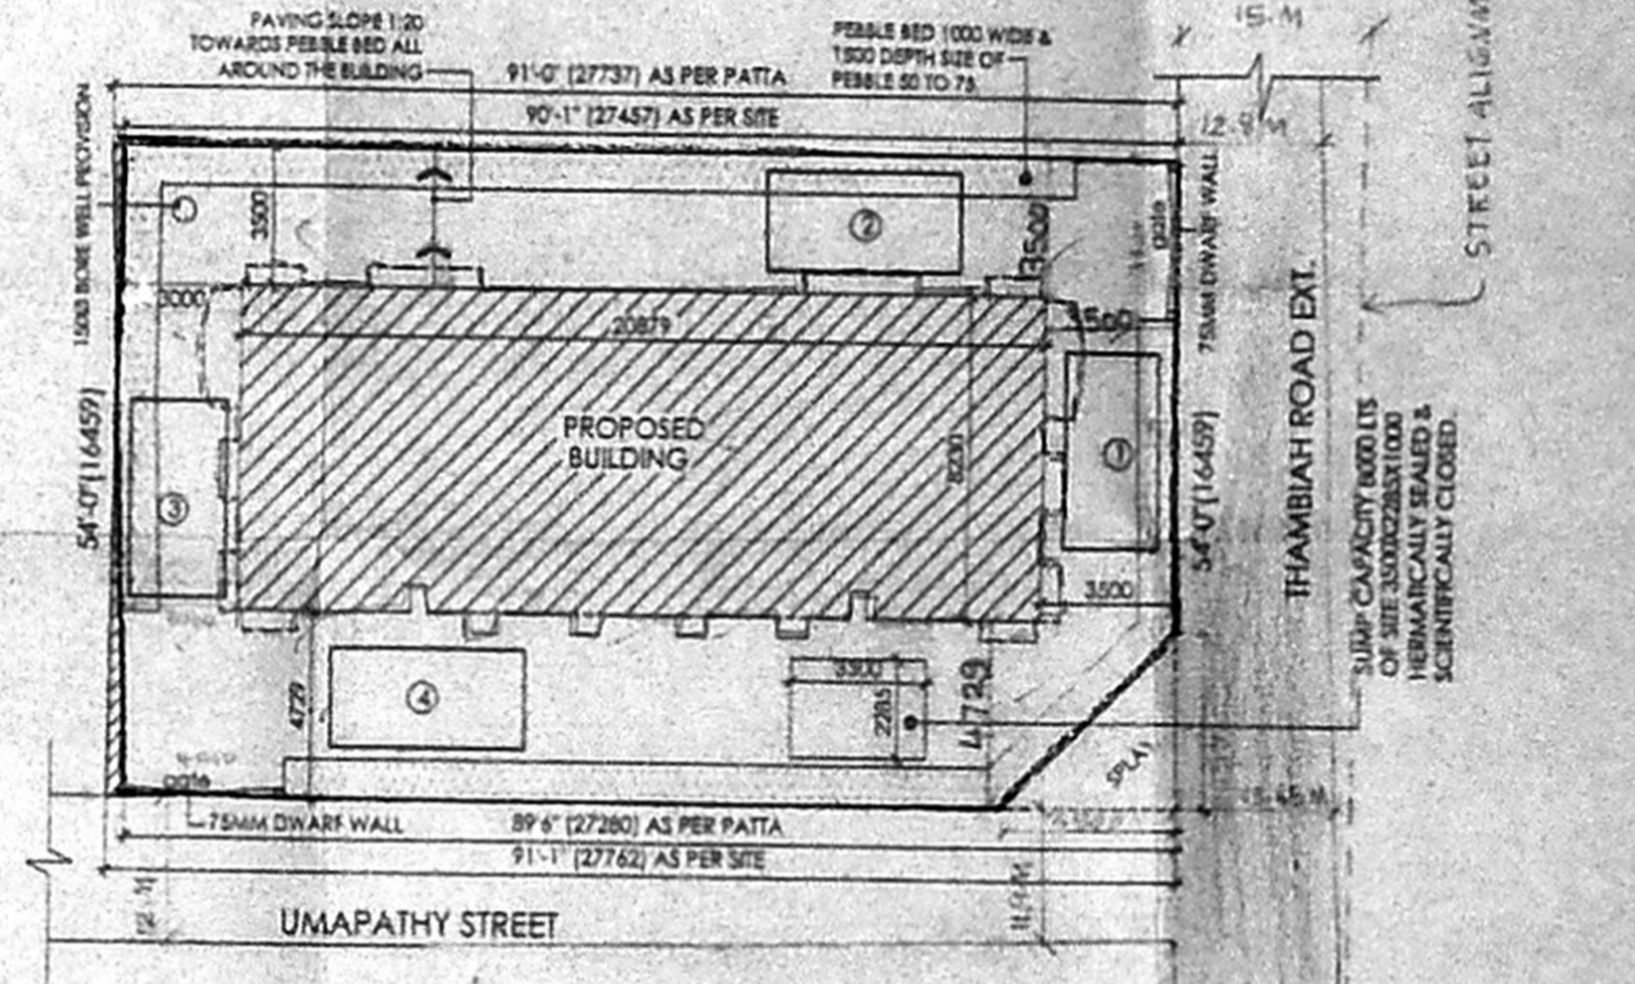 PAVING SLOPE 1:20
TOWARDS PEBBLE BED ALL
AROUND THE BUILDING
PEBBLE BED 1000 WIDE &
1500 DEPTH SIZE OF
PEBBLE 50 TO 75
15.M
91'-0" (27737) AS PER PATTA
90'-1" (27457) AS PER SITE
12.8 M
STREET
BORE WELL PROVISION
3500
2
3500
gate
75MM DWARF WALL
3000
20879
PROPOSED
BUILDING
8230
1
3
54'-0" (16459)
54'-0" (16459)
THAMBIAH ROAD EXT.
SUMP CAPACITY 8000 LTS
OF SIZE 3500X2285X1000
HERMATICALLY SEALED &
SCIENTIFICALLY CLOSED.
3500
4729
4
2285
4729
SPLAY
gate
75MM DWARF WALL
89'6" (27280) AS PER PATTA
91'-1" (27762) AS PER SITE
12.M
UMAPATHY STREET